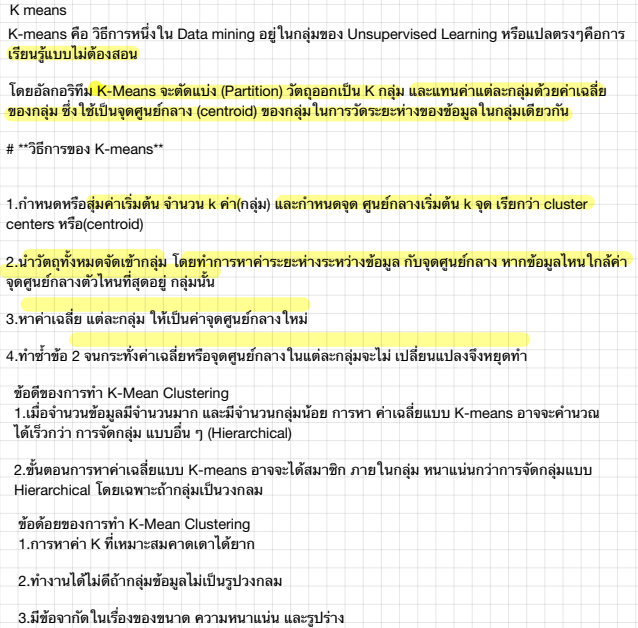 K means
K-means คือ วิธีการหนึ่งใน Data mining อยู่ในกลุ่มของ Unsupervised Learning หรือแปลตรงๆคือการ
เรียนรู้แบบไม่ต้องสอน
โดยอัลกอริทึม K-Means จะตัดแบ่ง (Partition) วัตถุออกเป็น K กลุ่ม และแทนค่าแต่ละกลุ่มด้วยค่าเฉลี่ย
ของกลุ่ม ซึ่งใช้เป็นจุดศูนย์กลาง (centroid) ของกลุ่มในการวัดระยะห่างของข้อมูลในกลุ่มเดียวกัน
# **วิธีการของ K-means**
1.กำหนดหรือสุ่มค่าเริ่มต้น จำนวน k ค่า(กลุ่ม) และกำหนดจุด ศูนย์กลางเริ่มต้น k จุด เรียกว่า cluster
centers หรือ(centroid)
2.นำวัตถุทั้งหมดจัดเข้ากลุ่ม โดยทำการหาค่าระยะห่างระหว่างข้อมูล กับจุดศูนย์กลาง หากข้อมูลไหนใกล้ค่า
จุดศูนย์กลางตัวไหนที่สุดอยู่ กลุ่มนั้น
3.หาค่าเฉลี่ย แต่ละกลุ่ม ให้เป็นค่าจุดศูนย์กลางใหม่
4.ทำซ้ำข้อ 2 จนกระทั่งค่าเฉลี่ยหรือจุดศูนย์กลางในแต่ละกลุ่มจะไม่ เปลี่ยนแปลงจึงหยุดทำ
ข้อดีของการทำ K-Mean Clustering
1.เมื่อจำนวนข้อมูลมีจำนวนมาก และมีจำนวนกลุ่มน้อย การหา ค่าเฉลี่ยแบบ K-means อาจจะคำนวณ
ได้เร็วกว่า การจัดกลุ่ม แบบอื่น ๆ (Hierarchical)
2.ขั้นตอนการหาค่าเฉลี่ยแบบ K-means อาจจะได้สมาชิก ภายในกลุ่ม หนาแน่นกว่าการจัดกลุ่มแบบ
Hierarchical โดยเฉพาะถ้ากลุ่มเป็นวงกลม
ข้อด้อยของการทำ K-Mean Clustering
1.การหาค่า K ที่เหมาะสมคาดเดาได้ยาก
2.ทำงานได้ไม่ดีถ้ากลุ่มข้อมูลไม่เป็นรูปวงกลม
3.มีข้อจากัดในเรื่องของขนาด ความหนาแน่น และรูปร่าง